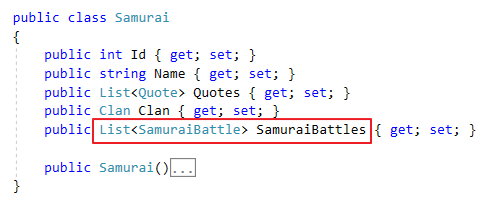 public class Samurai
{
public int Id { get; set; }
public string Name { get; set; }
public List<Quote> Quotes { get; set; }
public Clan Clan { get; set; }
public List<SamuraiBattle> SamuraiBattles { get; set; }
public Samurai()...
}